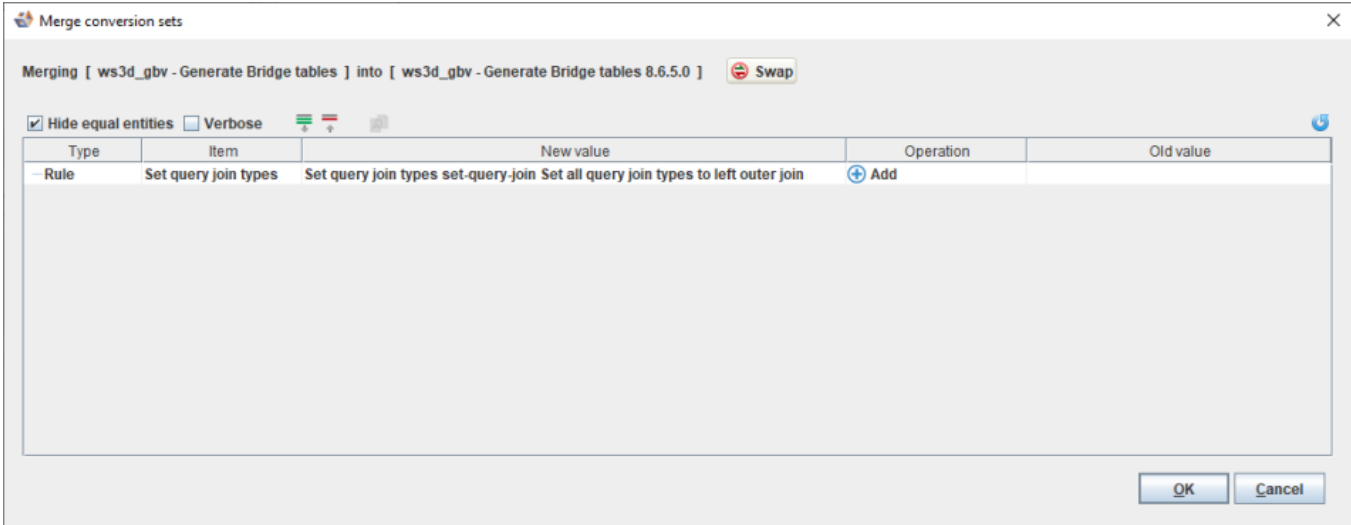 Merge conversion sets
Merging [ ws3d_gbv - Generate Bridge tables ] into [ ws3d_gbv - Generate Bridge tables 8.6.5.0 ] Swap
Hide equal entities Verbose
Type Item New value Operation Old value
Rule Set query join types Set query join types set-query-join Set all query join types to left outer join Add
OK Cancel